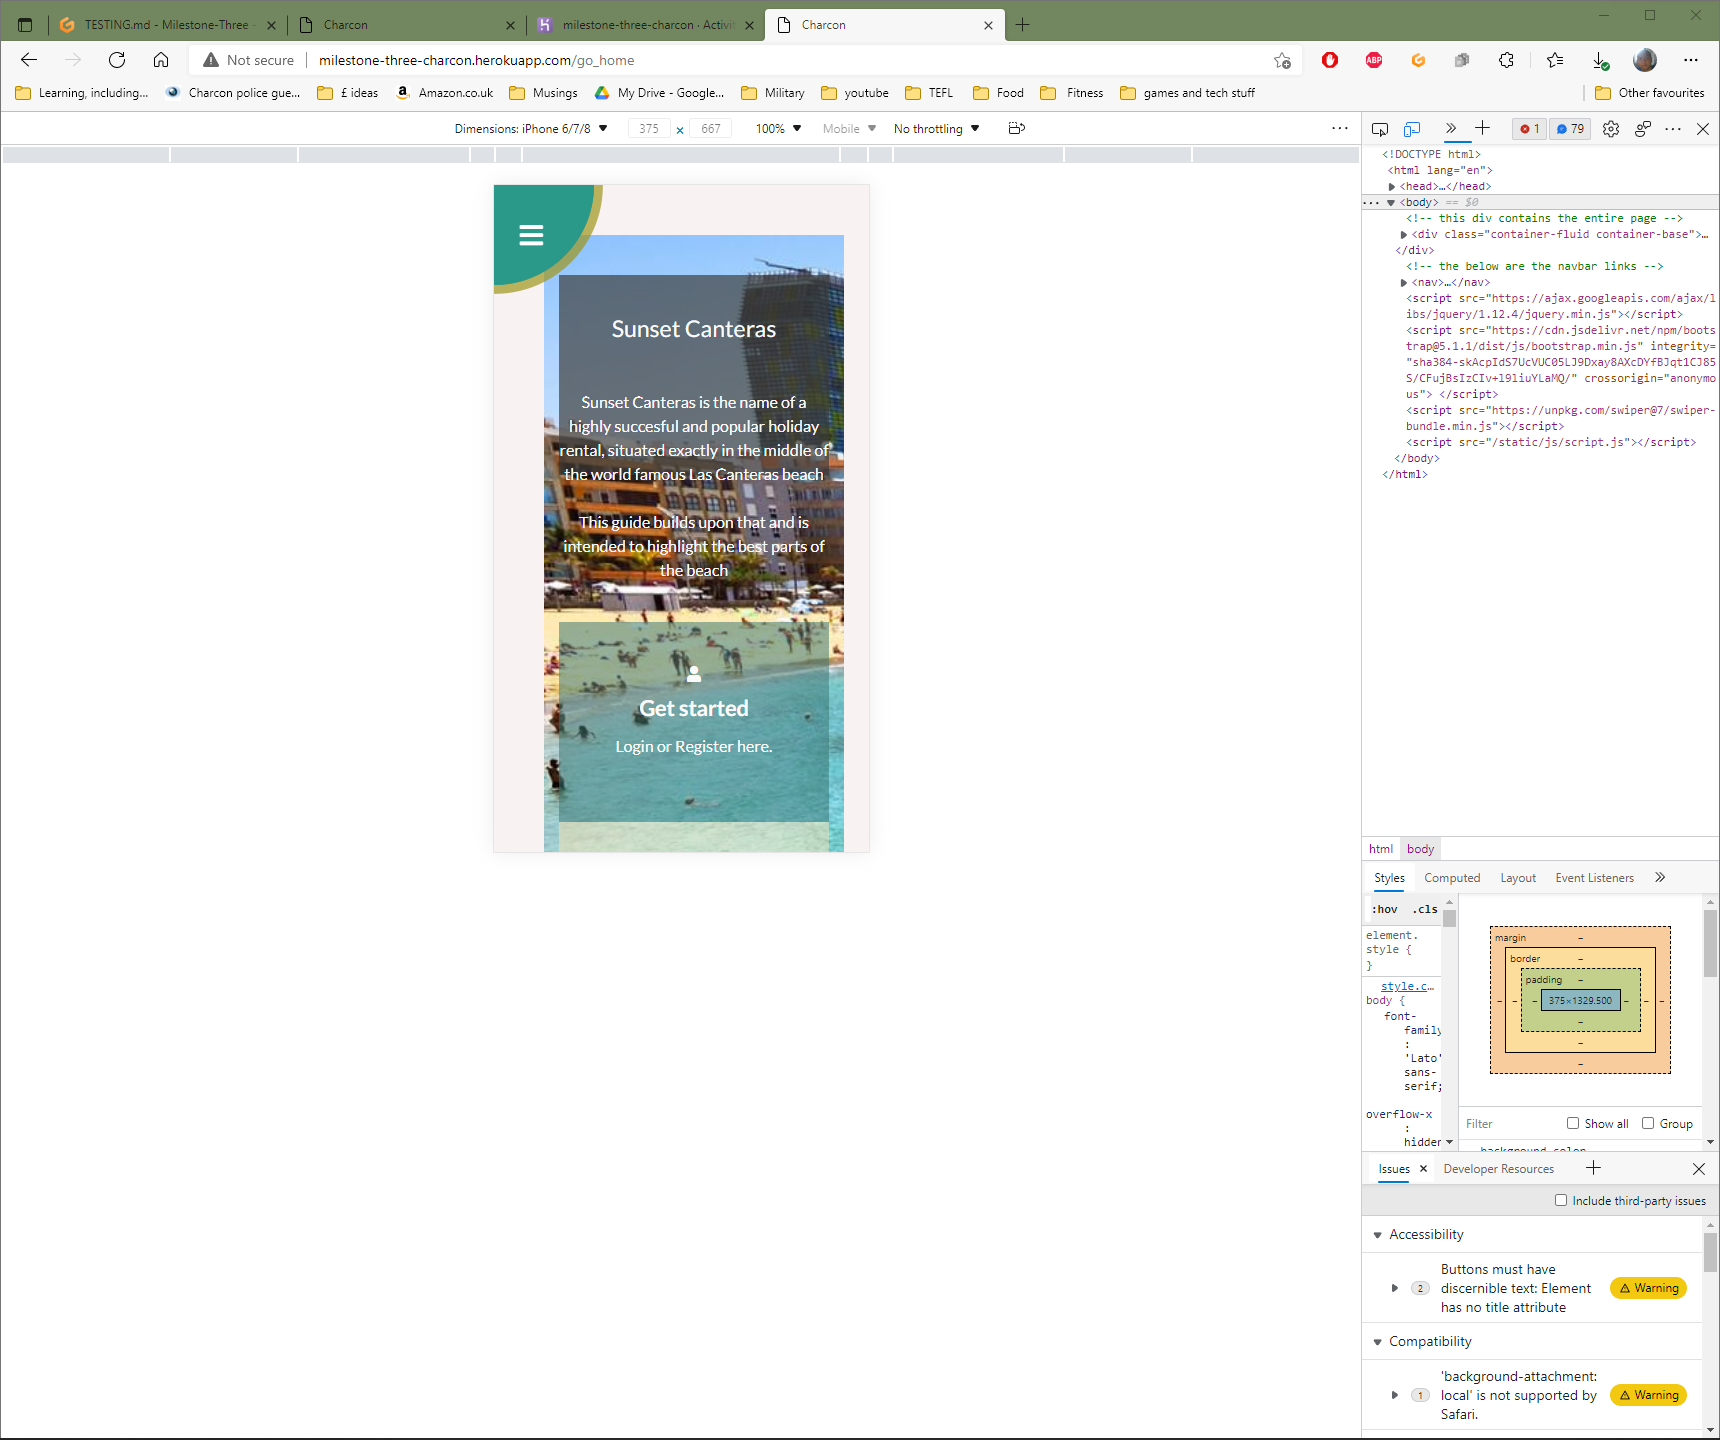 TESTING.md - Milestone-Three -
Charcon
milestone-three-charcon · Activit
Charcon
Not secure
milestone-three-charcon.herokuapp.com/go_home
ABP
Learning, including...
Charcon police gue...
£ ideas
Amazon.co.uk
Musings
My Drive - Google...
Military
youtube
TEFL
Food
Fitness
games and tech stuff
Other favourites
Dimensions: iPhone 6/7/8
375
×
667
100%
Mobile
No throttling
Sunset Canteras
Sunset Canteras is the name of a
highly succesful and popular holiday
rental, situated exactly in the middle of
the world famous Las Canteras beach
This guide builds upon that and is
intended to highlight the best parts of
the beach
Get started
Login or Register here.
1
79
<!DOCTYPE html>
<html lang="en">
<head>…</head>
<body> == $0
<!-- this div contains the entire page -->
<div class="container-fluid container-base">…
</div>
<!-- the below are the navbar links -->
<nav>…</nav>
<script src="https://ajax.googleapis.com/ajax/l
ibs/jquery/1.12.4/jquery.min.js"></script>
<script src="https://cdn.jsdelivr.net/npm/boots
trap@5.1.1/dist/js/bootstrap.min.js" integrity=
"sha384-skAcpIdS7UcVUC05LJ9Dxay8AXcDYfBJqt1CJ85
S/CFujBsIzCIv+l9liuYLaMQ/" crossorigin="anonymo
us"> </script>
<script src="https://unpkg.com/swiper@7/swiper-
bundle.min.js"></script>
<script src="/static/js/script.js"></script>
</body>
</html>
html
body
Styles
Computed
Layout
Event Listeners
:hov
.cls
element.
style {
}
style.c…
body {
font-
family
:
'Lato'
sans-
serif;
overflow-x
:
hidden
margin
border
padding
375×1329.500
Filter
Show all
Group
background-color
Issues
Developer Resources
Include third-party issues
Accessibility
2
Buttons must have
discernible text: Element
has no title attribute
Warning
Compatibility
1
'background-attachment:
local' is not supported by
Safari.
Warning